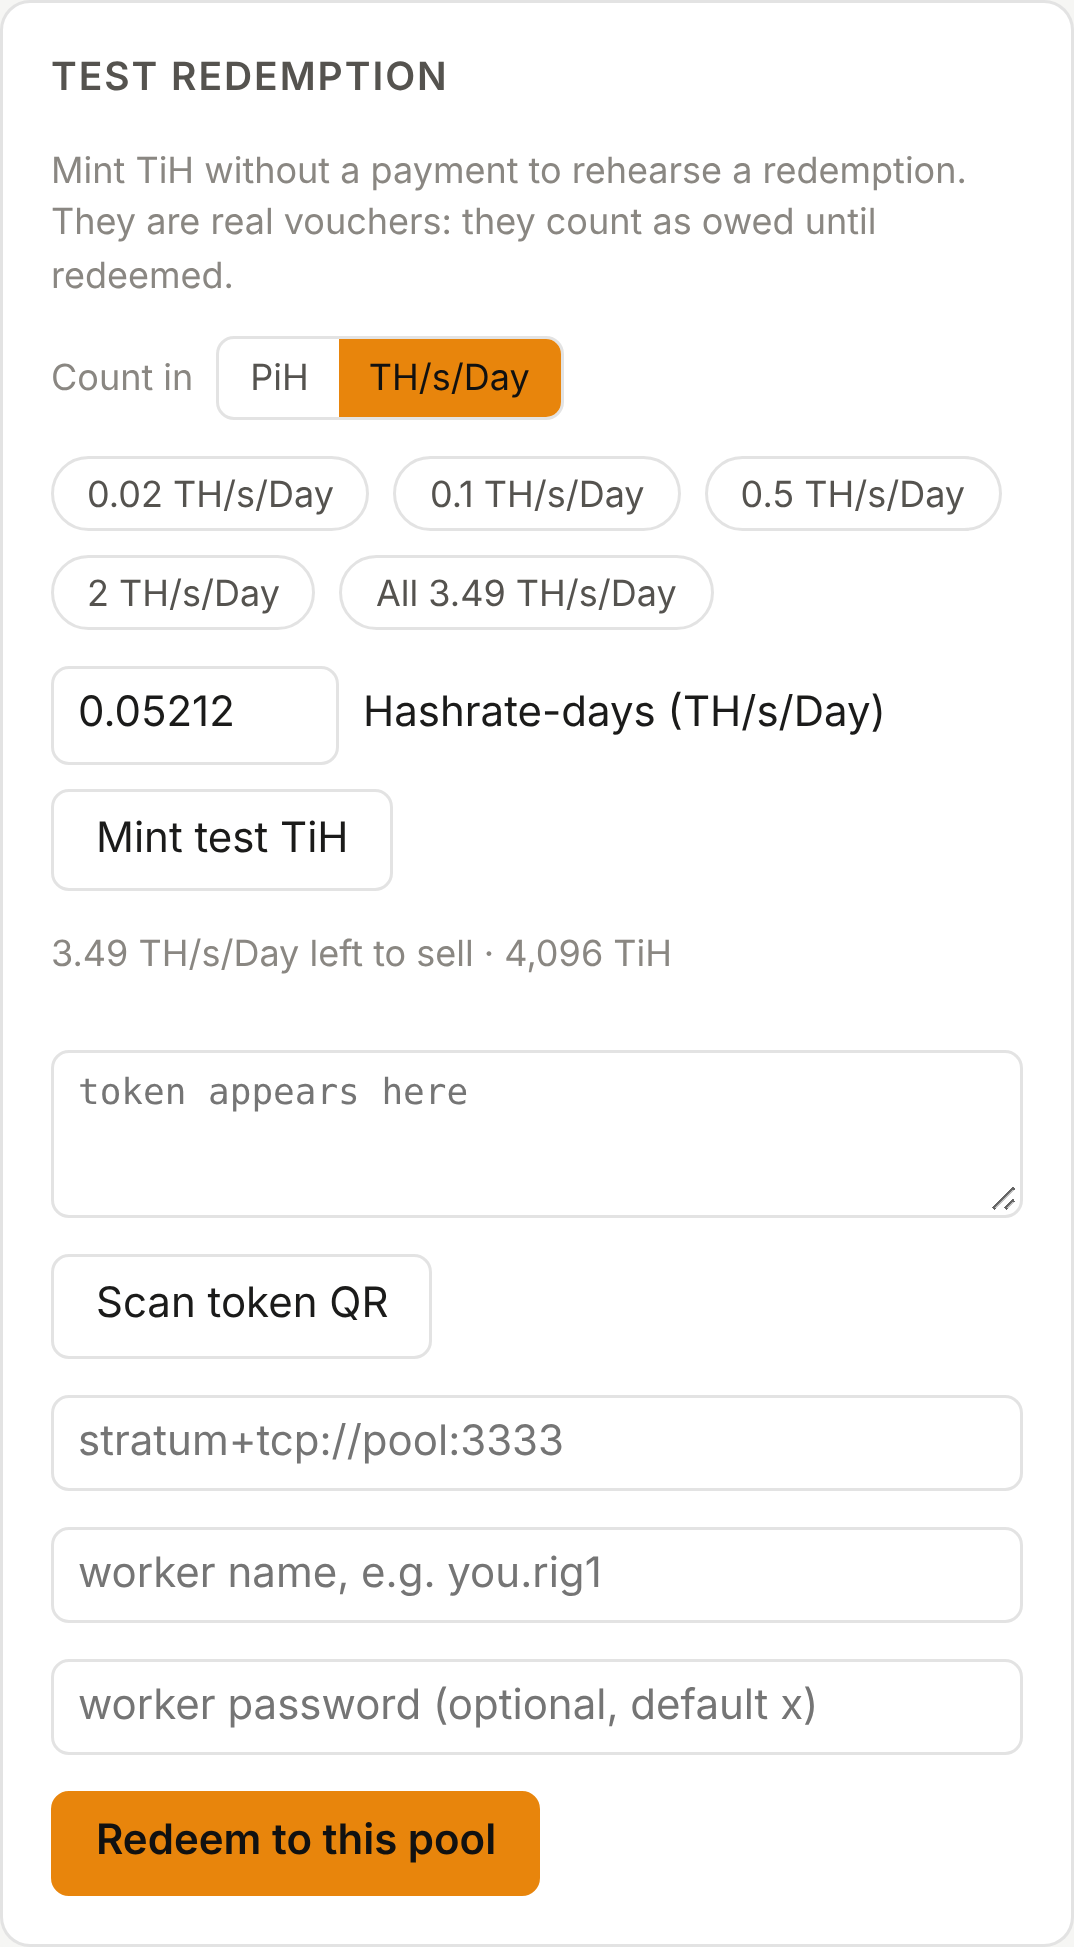 TEST REDEMPTION
Mint TiH without a payment to rehearse a redemption.
They are real vouchers: they count as owed until
redeemed.
Count in PiH TH/s/Day
0.02 TH/s/Day 0.1 TH/s/Day 0.5 TH/s/Day
2 TH/s/Day All 3.49 TH/s/Day
0.05212 Hashrate-days (TH/s/Day)
Mint test TiH
3.49 TH/s/Day left to sell · 4,096 TiH
token appears here
Scan token QR
stratum+tcp://pool:3333
worker name, e.g. you.rig1
worker password (optional, default x)
Redeem to this pool